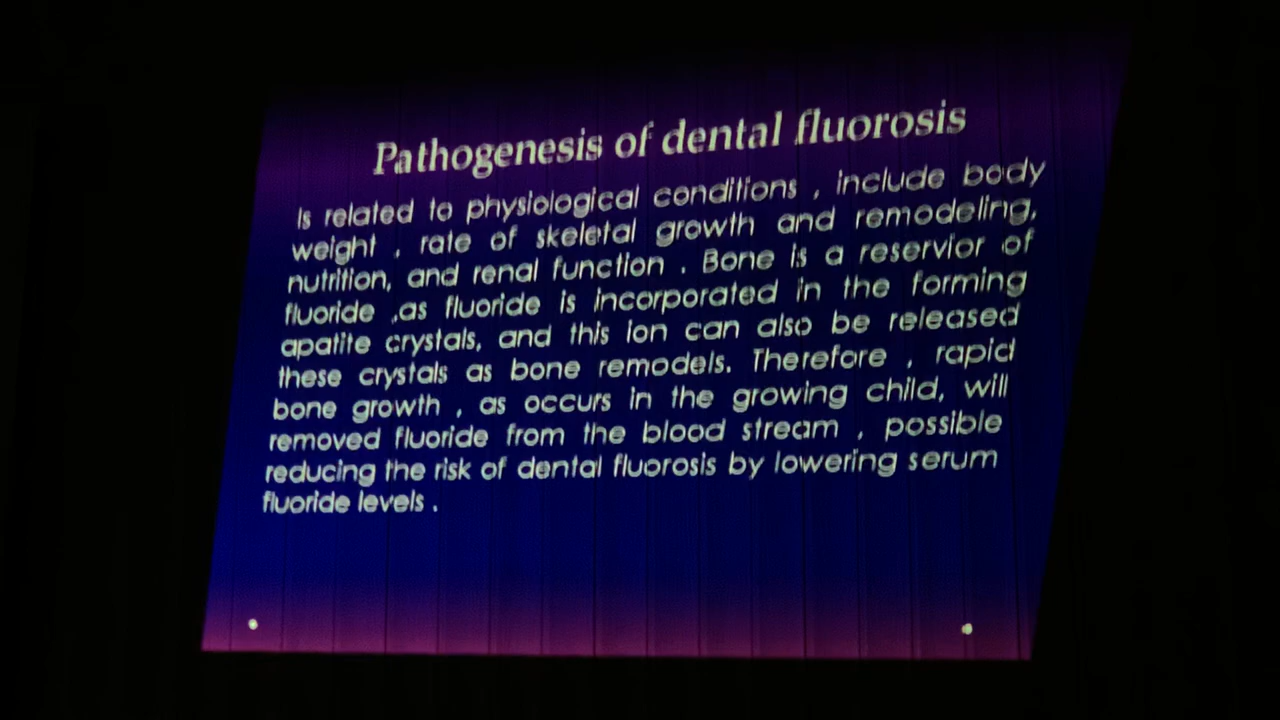 Pathogenesis of dental fluorosis
Is related to physiological conditions , include body
weight , rate of skeletal growth and remodeling,
nutrition, and renal function . Bone is a reservior of
fluoride ,as fluoride is incorporated in the forming
apatite crystals, and this ion can also be released
these crystals as bone remodels. Therefore , rapid
bone growth , as occurs in the growing child, will
removed fluoride from the blood stream , possible
reducing the risk of dental fluorosis by lowering serum
fluoride levels .